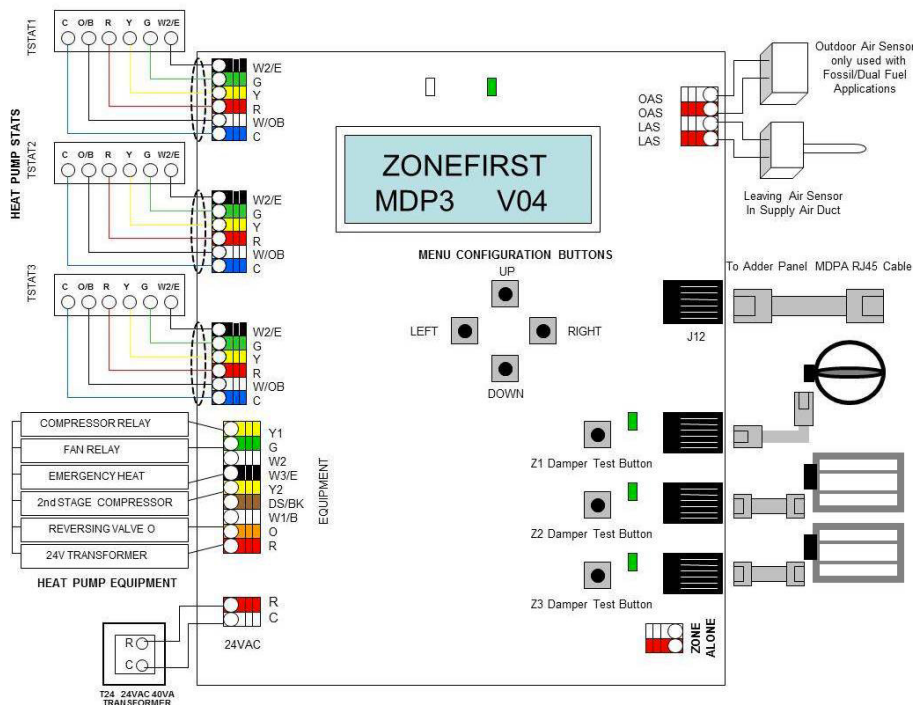 TSTAT1
C O/B R Y G W2/E
W2/E
G
Y
R
W/OB
C
HEAT PUMP STATS
TSTAT2
C O/B R Y G W2/E
W2/E
G
Y
R
W/OB
C
TSTAT3
C O/B R Y G W2/E
W2/E
G
Y
R
W/OB
C
COMPRESSOR RELAY
FAN RELAY
EMERGENCY HEAT
2nd STAGE COMPRESSOR
REVERSING VALVE O
24V TRANSFORMER
HEAT PUMP EQUIPMENT
Y1
G
W2
W3/E
Y2
DS/BK
W1/B
O
R
EQUIPMENT
R
C
24VAC
R
C
T24 24VAC 40VA
TRANSFORMER
ZONEFIRST
MDP3 V04
MENU CONFIGURATION BUTTONS
UP
LEFT
RIGHT
DOWN
OAS
OAS
LAS
LAS
Outdoor Air Sensor
only used with
Fossil/Dual Fuel
Applications
Leaving Air Sensor
In Supply Air Duct
To Adder Panel MDPA RJ45 Cable
J12
Z1 Damper Test Button
Z2 Damper Test Button
Z3 Damper Test Button
ZONE
ALONE